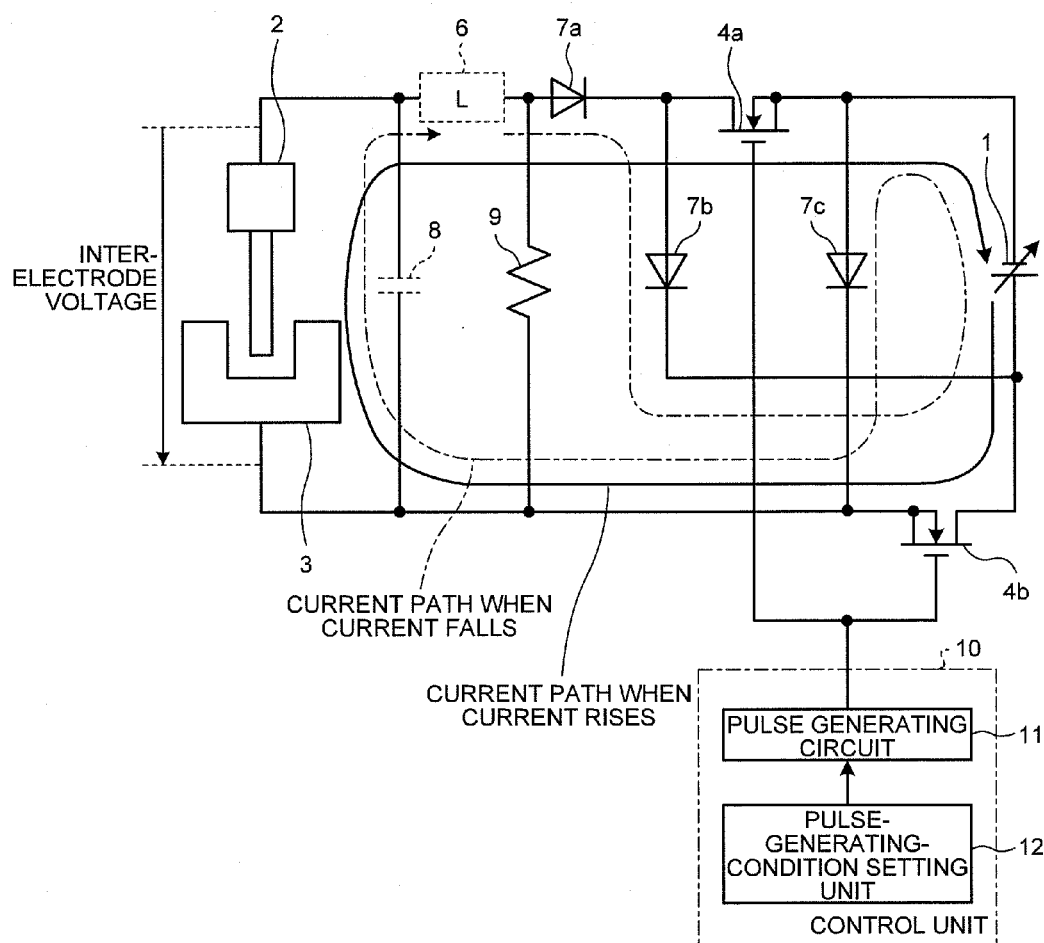 2
6
7a
4a
L
1
INTER-
ELECTRODE
VOLTAGE
8
9
7b
7c
3
4b
CURRENT PATH WHEN
CURRENT FALLS
CURRENT PATH WHEN
CURRENT RISES
10
PULSE GENERATING
CIRCUIT
11
PULSE-
GENERATING-
CONDITION SETTING
UNIT
12
CONTROL UNIT